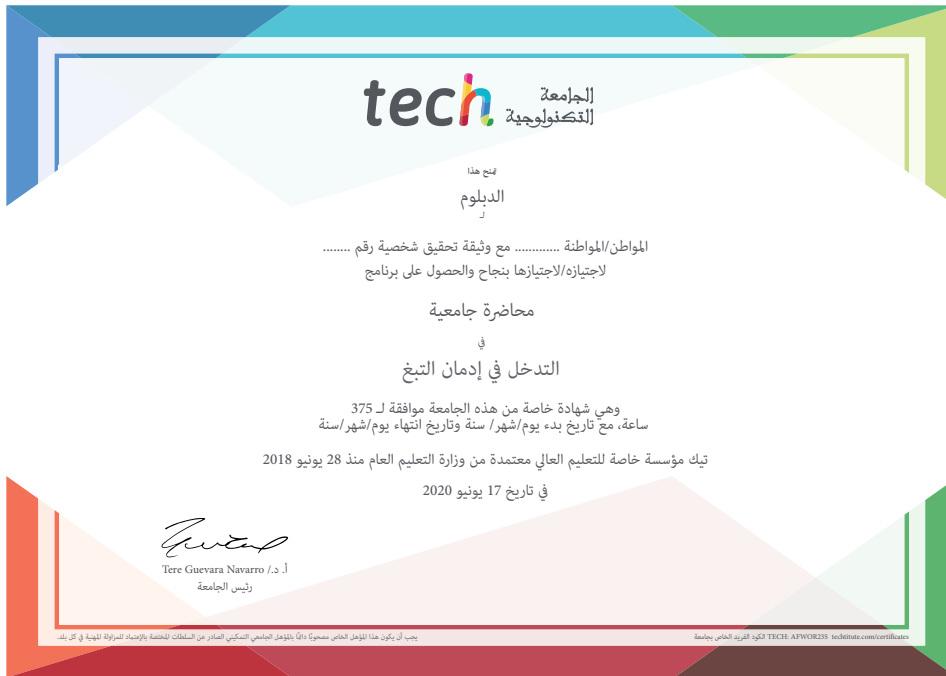 tech الجامعة
التكنولوجية
يمنح هذا
الدبلوم
لـ
المواطن/المواطنة ............. مع وثيقة تحقيق شخصية رقم ........
لاجتيازه/لاجتيازها بنجاح والحصول على برنامج
محاضرة جامعية
في
التدخل في إدمان التبغ
وهي شهادة خاصة من هذه الجامعة موافقة لـ 375
ساعة، مع تاريخ بدء يوم/شهر/ سنة وتاريخ انتهاء يوم/شهر/سنة
تيك مؤسسة خاصة للتعليم العالي معتمدة من وزارة التعليم العام منذ 28 يونيو 2018
في تاريخ 17 يونيو 2020
أ. د./ Tere Guevara Navarro
رئيس الجامعة
يجب أن يكون هذا المؤهل الخاص مصحوبًا دائمًا بالمؤهل الجامعي التمكيني الصادر عن السلطات المختصة بالإعتماد للمزاولة المهنية في كل بلد.
الكود الفريد الخاص بجامعة TECH: AFWOR23S techtitute.com/certificates